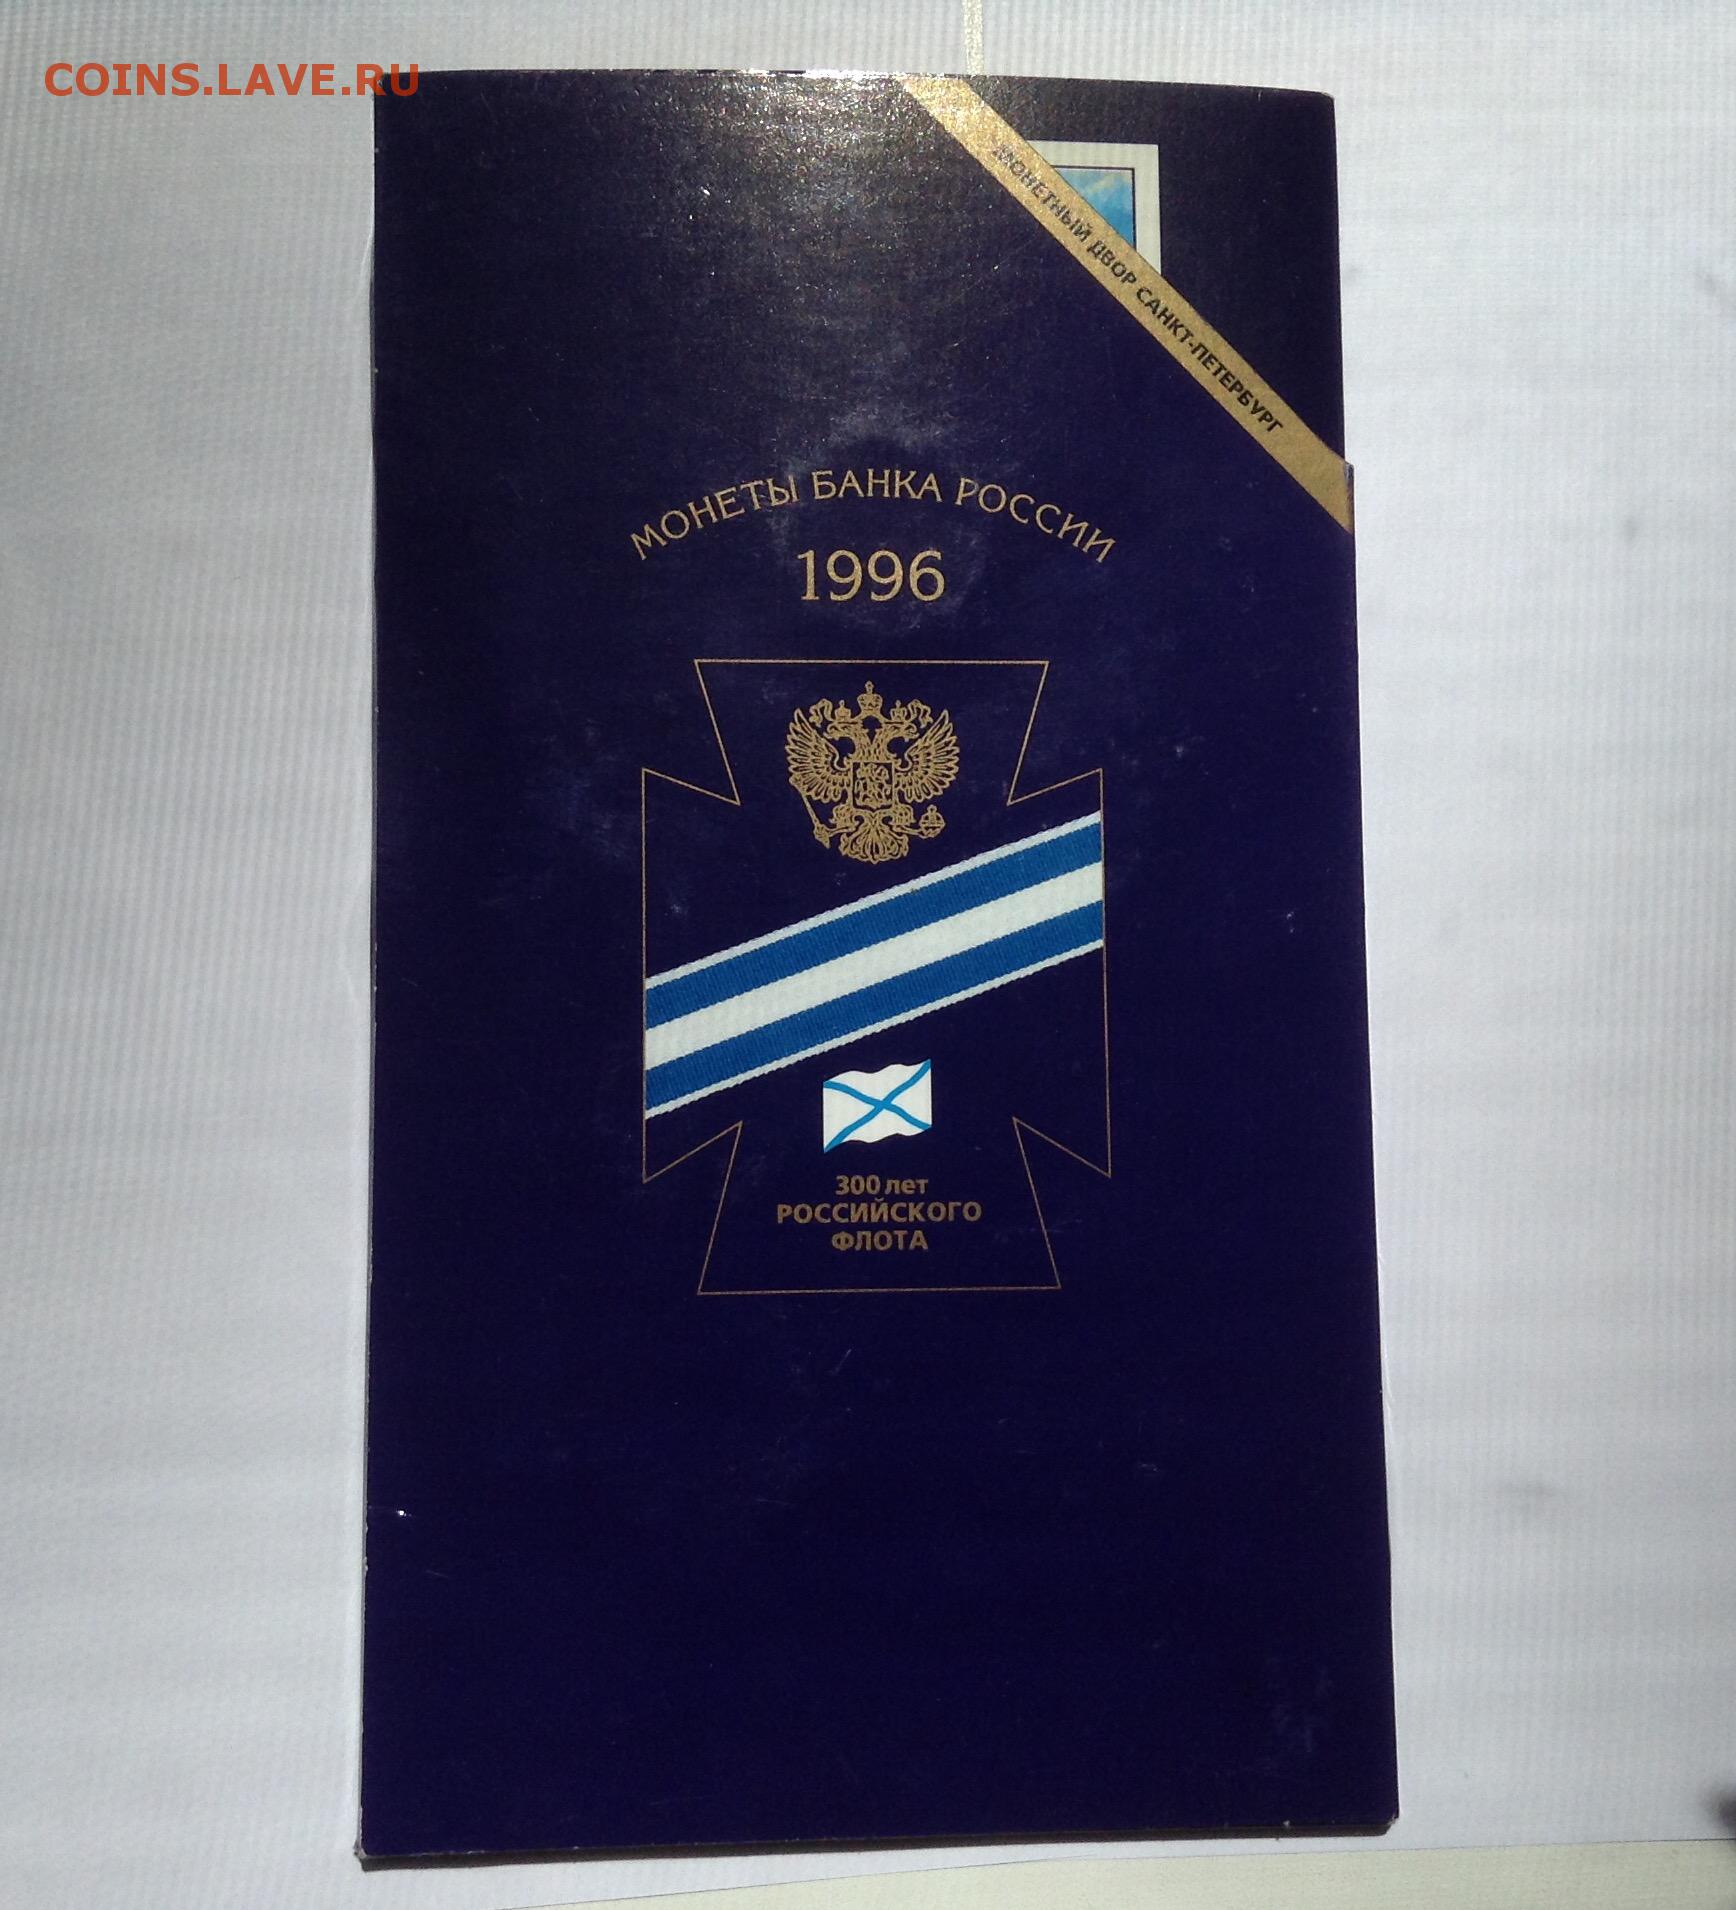 COINS.LAVE.RU
МОНЕТНЫЙ ДВОР САНКТ-ПЕТЕРБУРГ
МОНЕТЫ БАНКА РОССИИ
1996
300 лет
РОССИЙСКОГО
ФЛОТА